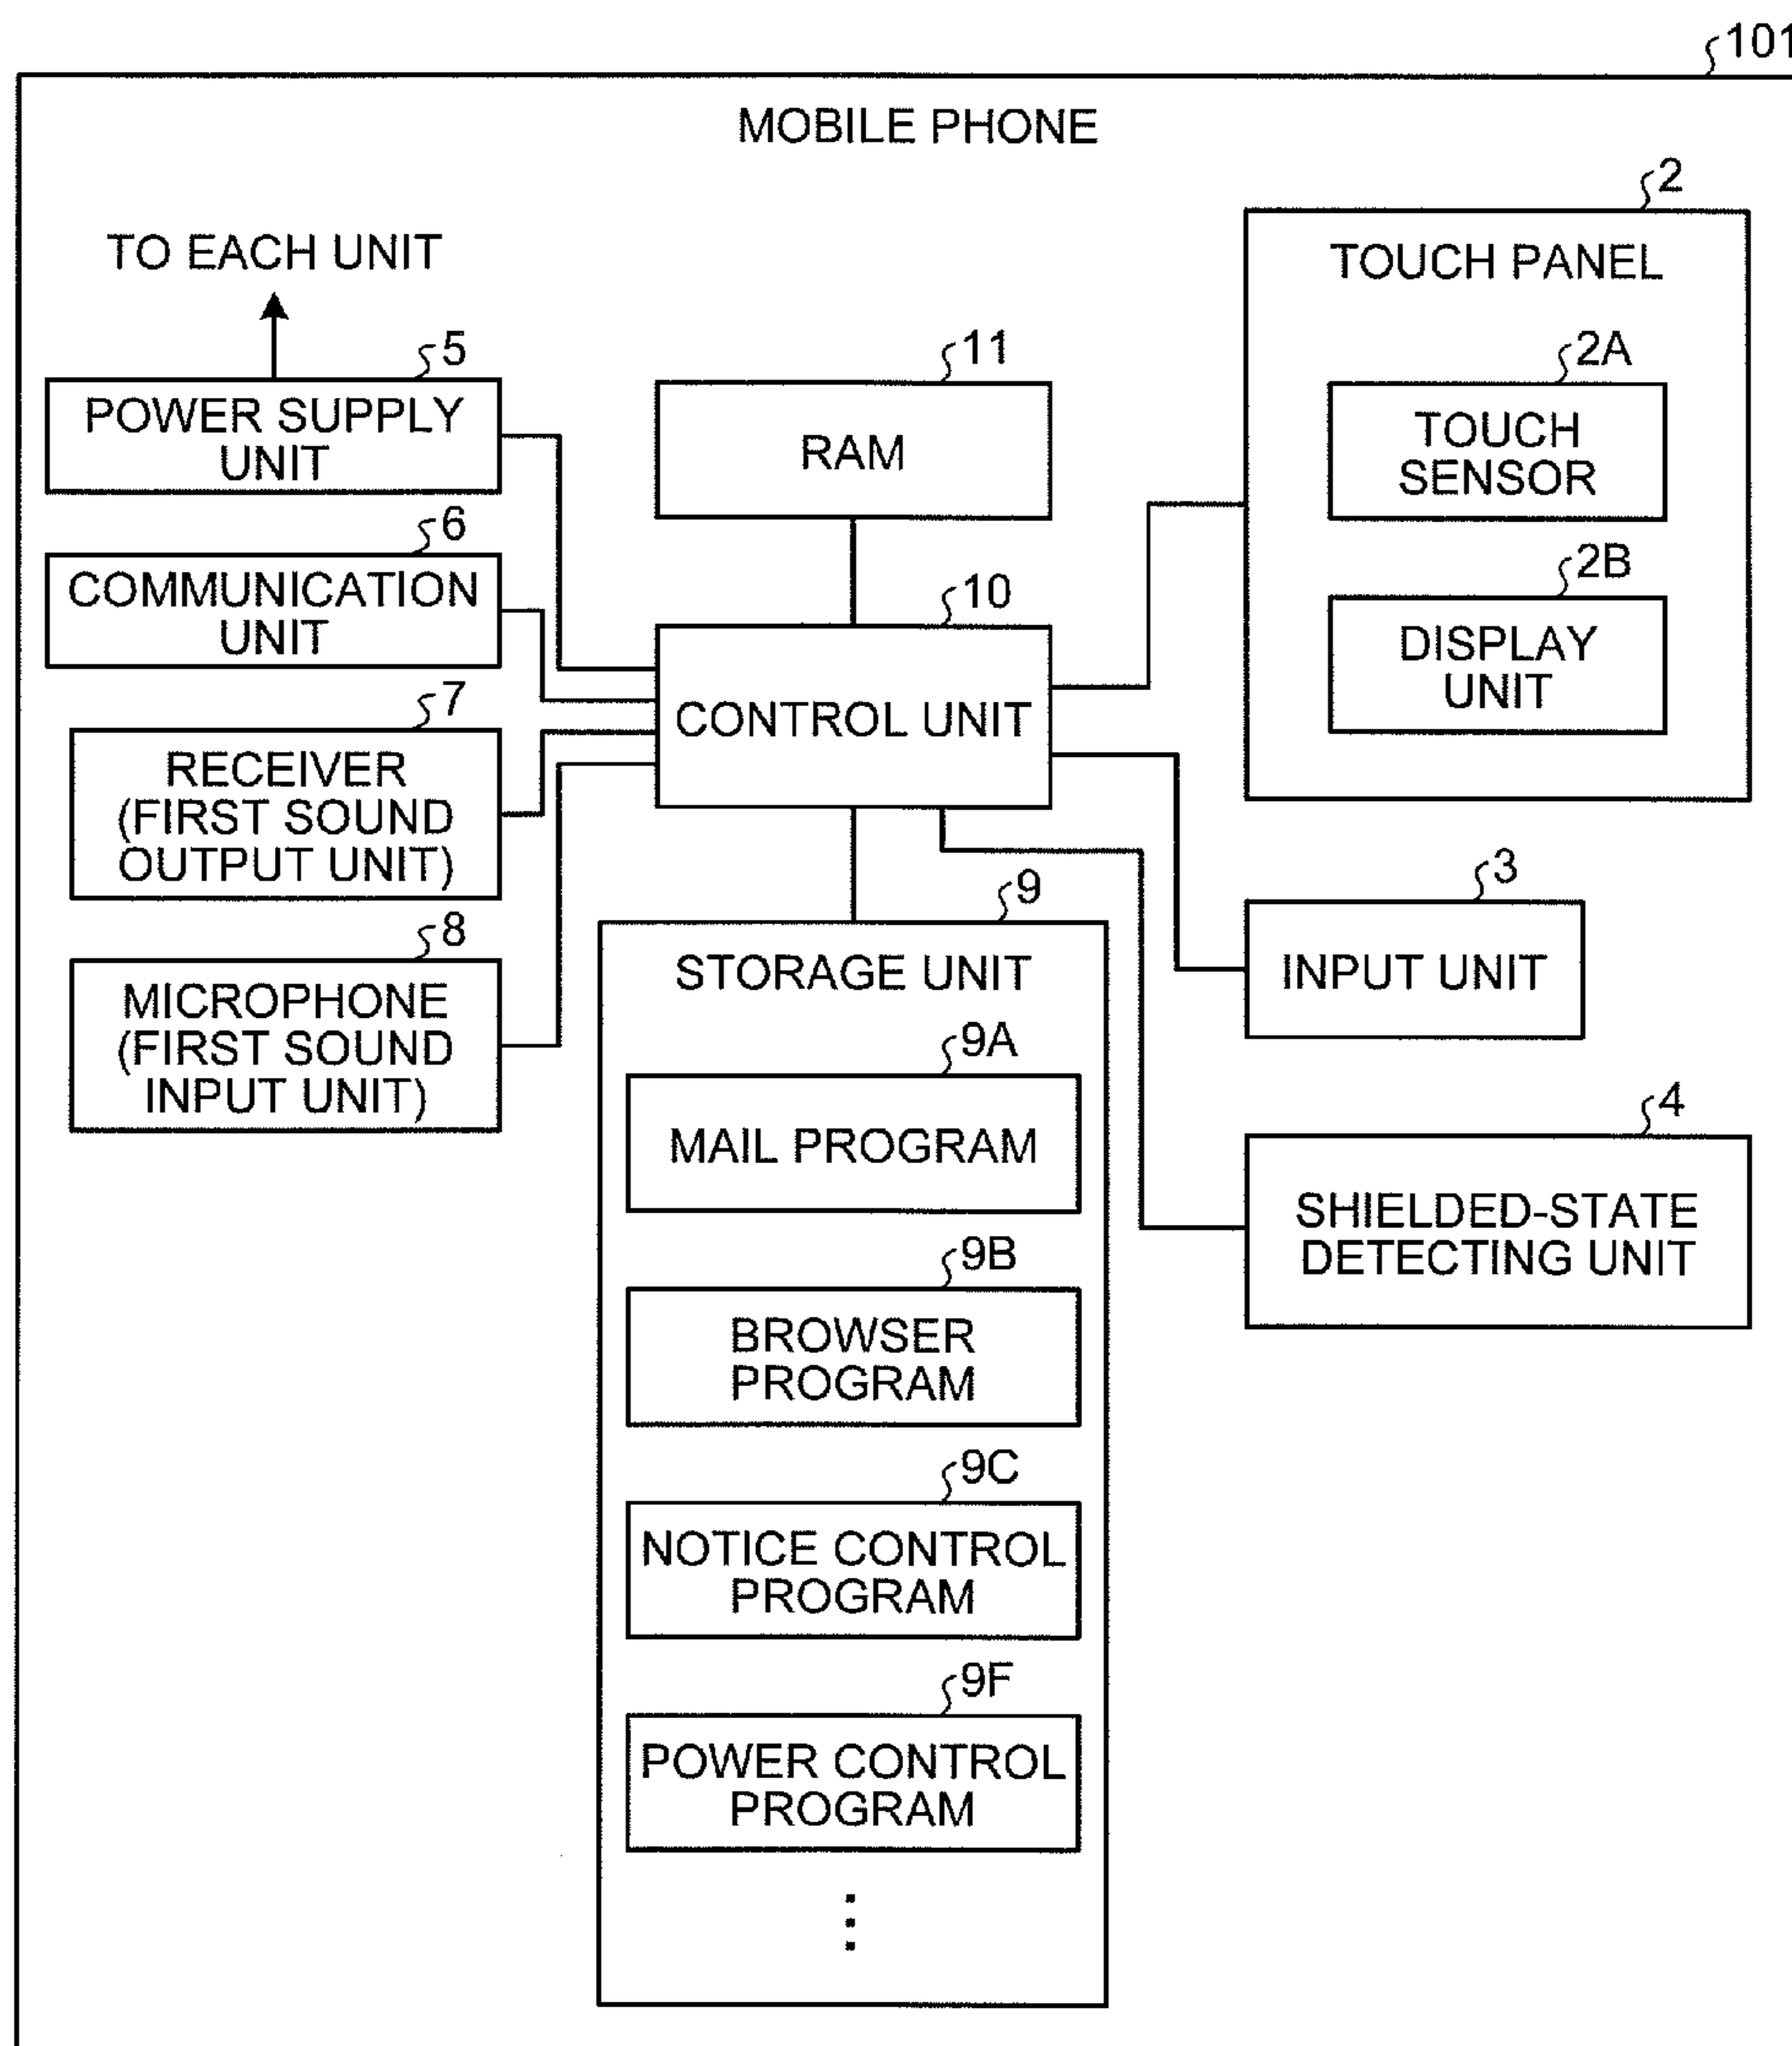 101
MOBILE PHONE
2
TO EACH UNIT
TOUCH PANEL
5
POWER SUPPLY
UNIT
11
RAM
2A
TOUCH
SENSOR
6
COMMUNICATION
UNIT
10
CONTROL UNIT
2B
DISPLAY
UNIT
7
RECEIVER
(FIRST SOUND
OUTPUT UNIT)
8
MICROPHONE
(FIRST SOUND
INPUT UNIT)
9
STORAGE UNIT
3
INPUT UNIT
9A
MAIL PROGRAM
4
SHIELDED-STATE
DETECTING UNIT
9B
BROWSER
PROGRAM
9C
NOTICE CONTROL
PROGRAM
9F
POWER CONTROL
PROGRAM